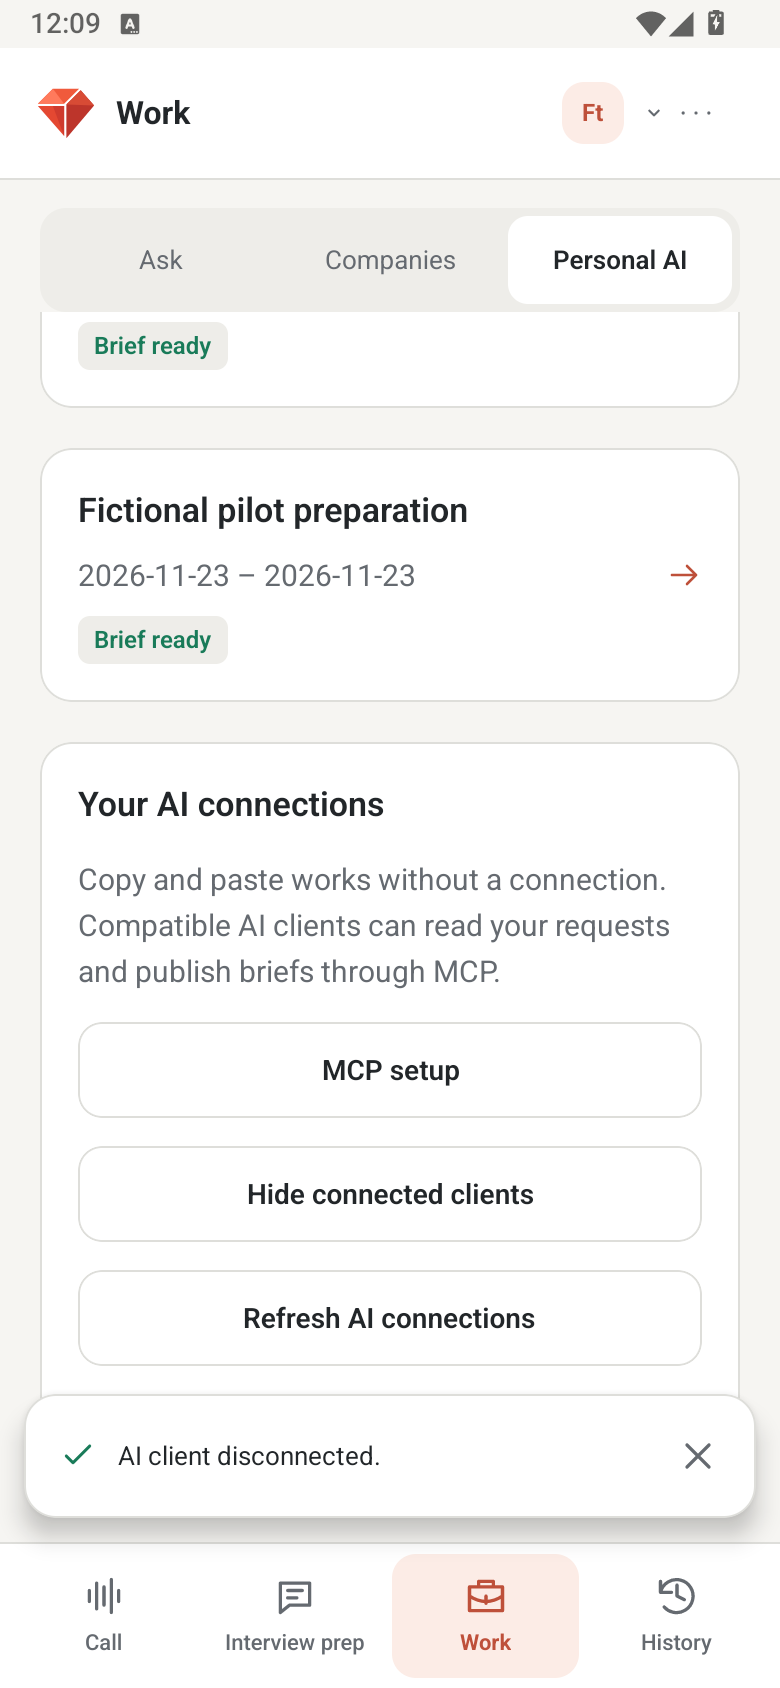 12:09
A
Work
Ft
Ask
Companies
Personal AI
Brief ready
Fictional pilot preparation
2026-11-23 – 2026-11-23
Brief ready
Your AI connections
Copy and paste works without a connection.
Compatible AI clients can read your requests
and publish briefs through MCP.
MCP setup
Hide connected clients
Refresh AI connections
AI client disconnected.
Call
Interview prep
Work
History